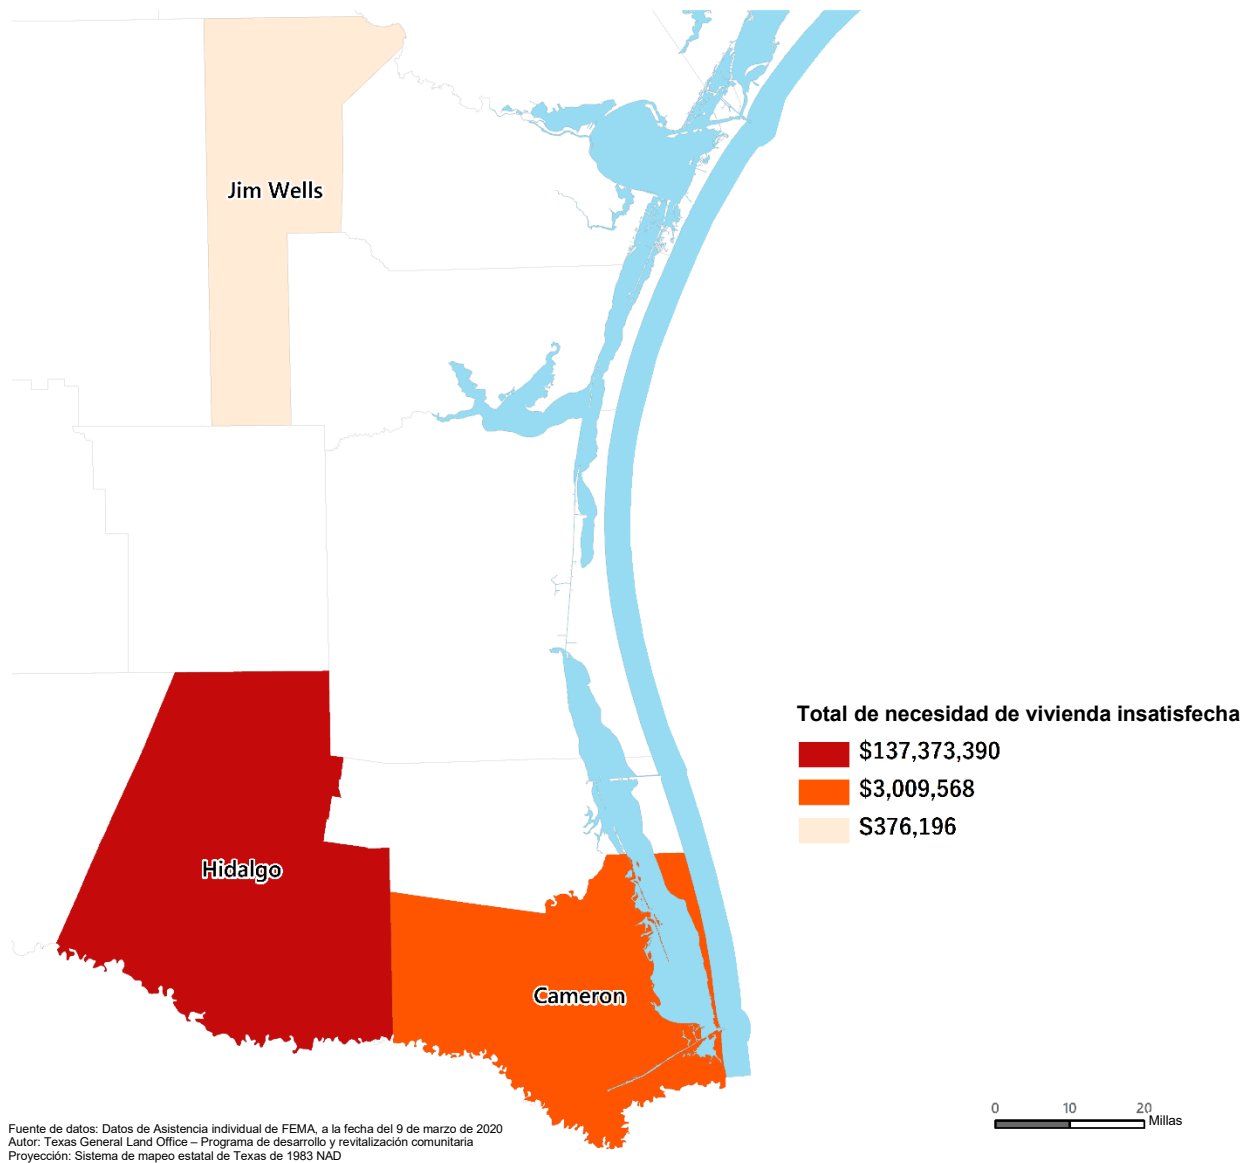 Jim Wells
Total de necesidad de vivienda insatisfecha
$137,373,390
$3,009,568
S376,196
Hidalgo
Cameron
0 10 20
Millas
Fuente de datos: Datos de Asistencia individual de FEMA, a la fecha del 9 de marzo de 2020
Autor: Texas General Land Office – Programa de desarrollo y revitalización comunitaria
Proyección: Sistema de mapeo estatal de Texas de 1983 NAD